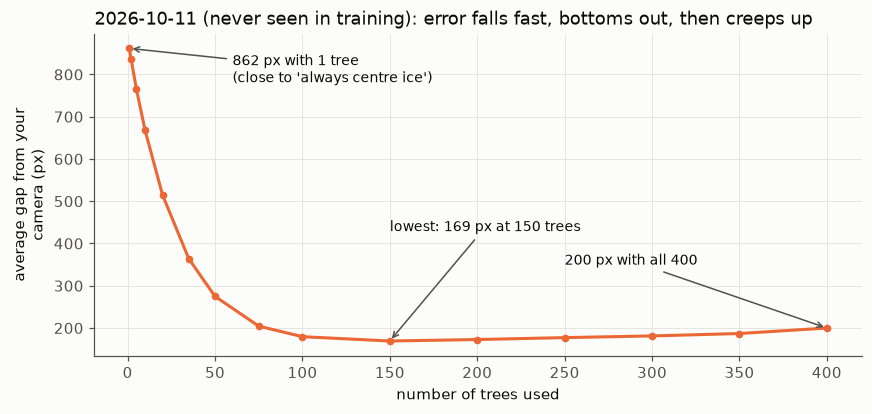 2026-10-11 (never seen in training): error falls fast, bottoms out, then creeps up
862 px with 1 tree
(close to 'always centre ice')
lowest: 169 px at 150 trees
200 px with all 400
average gap from your
camera (px)
800
700
600
500
400
300
200
0 50 100 150 200 250 300 350 400
number of trees used